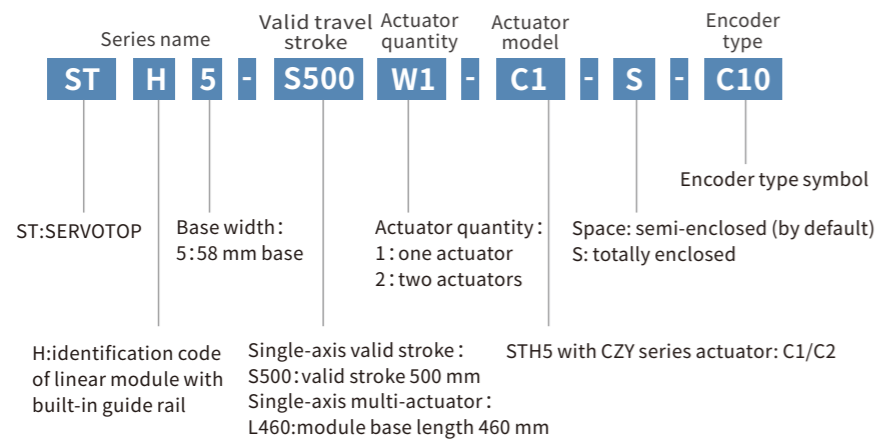 Series name
Valid travel
stroke
Actuator
quantity
Actuator
model
Encoder
type
ST H 5 - S500 W1 - C1 - S - C10
Encoder type symbol
ST:SERVOTOP
Base width：
5：58 mm base
Actuator quantity：
1：one actuator
2：two actuators
Space: semi-enclosed (by default)
S: totally enclosed
H:identification code
of linear module with
built-in guide rail
Single-axis valid stroke：
S500：valid stroke 500 mm
Single-axis multi-actuator：
L460:module base length 460 mm
STH5 with CZY series actuator: C1/C2